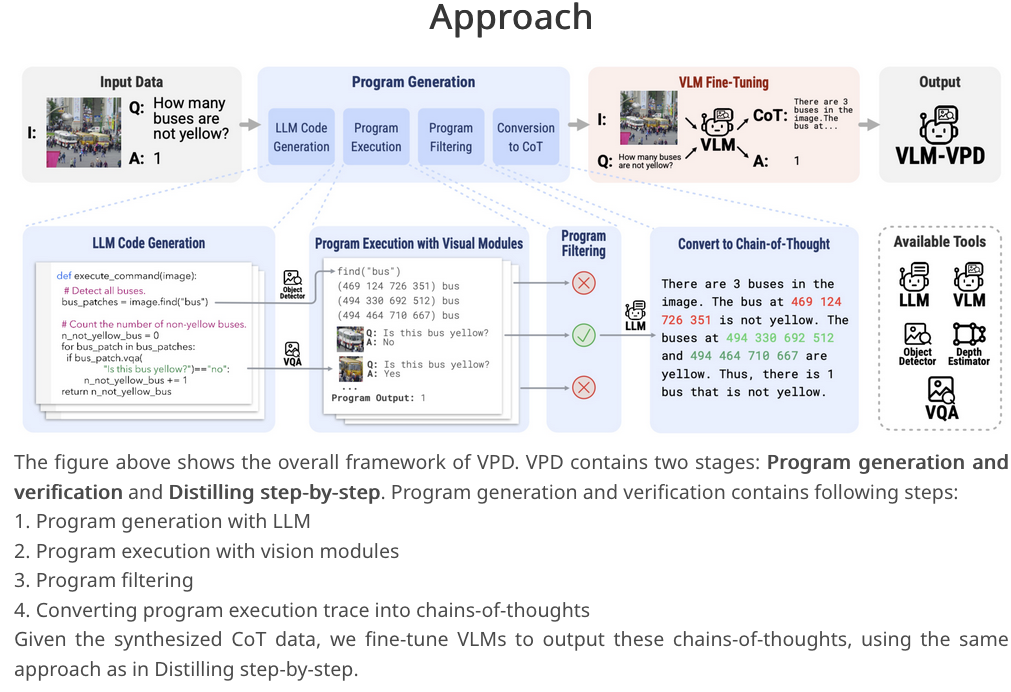 Approach
Input Data
I:
Q: How many
buses are
not yellow?
A: 1
Program Generation
LLM Code
Generation
Program
Execution
Program
Filtering
Conversion
to CoT
VLM Fine-Tuning
I:
Q: How many buses
are not yellow?
VLM
CoT: There are 3
buses in the
image.The
bus at...
A: 1
Output
VLM-VPD
LLM Code Generation
def execute_command(image):
# Detect all buses.
bus_patches = image.find("bus")
# Count the number of non-yellow buses.
n_not_yellow_bus = 0
for bus_patch in bus_patches:
if bus_patch.vqa(
"Is this bus yellow?")=="no":
n_not_yellow_bus += 1
return n_not_yellow_bus
Object
Detector
VQA
Program Execution with Visual Modules
find("bus")
(469 124 726 351) bus
(494 330 692 512) bus
(494 464 710 667) bus
Q: Is this bus yellow?
A: No
Q: Is this bus yellow?
A: Yes
...
Program Output: 1
Program
Filtering
LLM
Convert to Chain-of-Thought
There are 3 buses in the
image. The bus at 469 124
726 351 is not yellow. The
buses at 494 330 692 512
and 494 464 710 667 are
yellow. Thus, there is 1
bus that is not yellow.
Available Tools
LLM
VLM
Object
Detector
Depth
Estimator
VQA
The figure above shows the overall framework of VPD. VPD contains two stages: Program generation and
verification and Distilling step-by-step. Program generation and verification contains following steps:
1. Program generation with LLM
2. Program execution with vision modules
3. Program filtering
4. Converting program execution trace into chains-of-thoughts
Given the synthesized CoT data, we fine-tune VLMs to output these chains-of-thoughts, using the same
approach as in Distilling step-by-step.